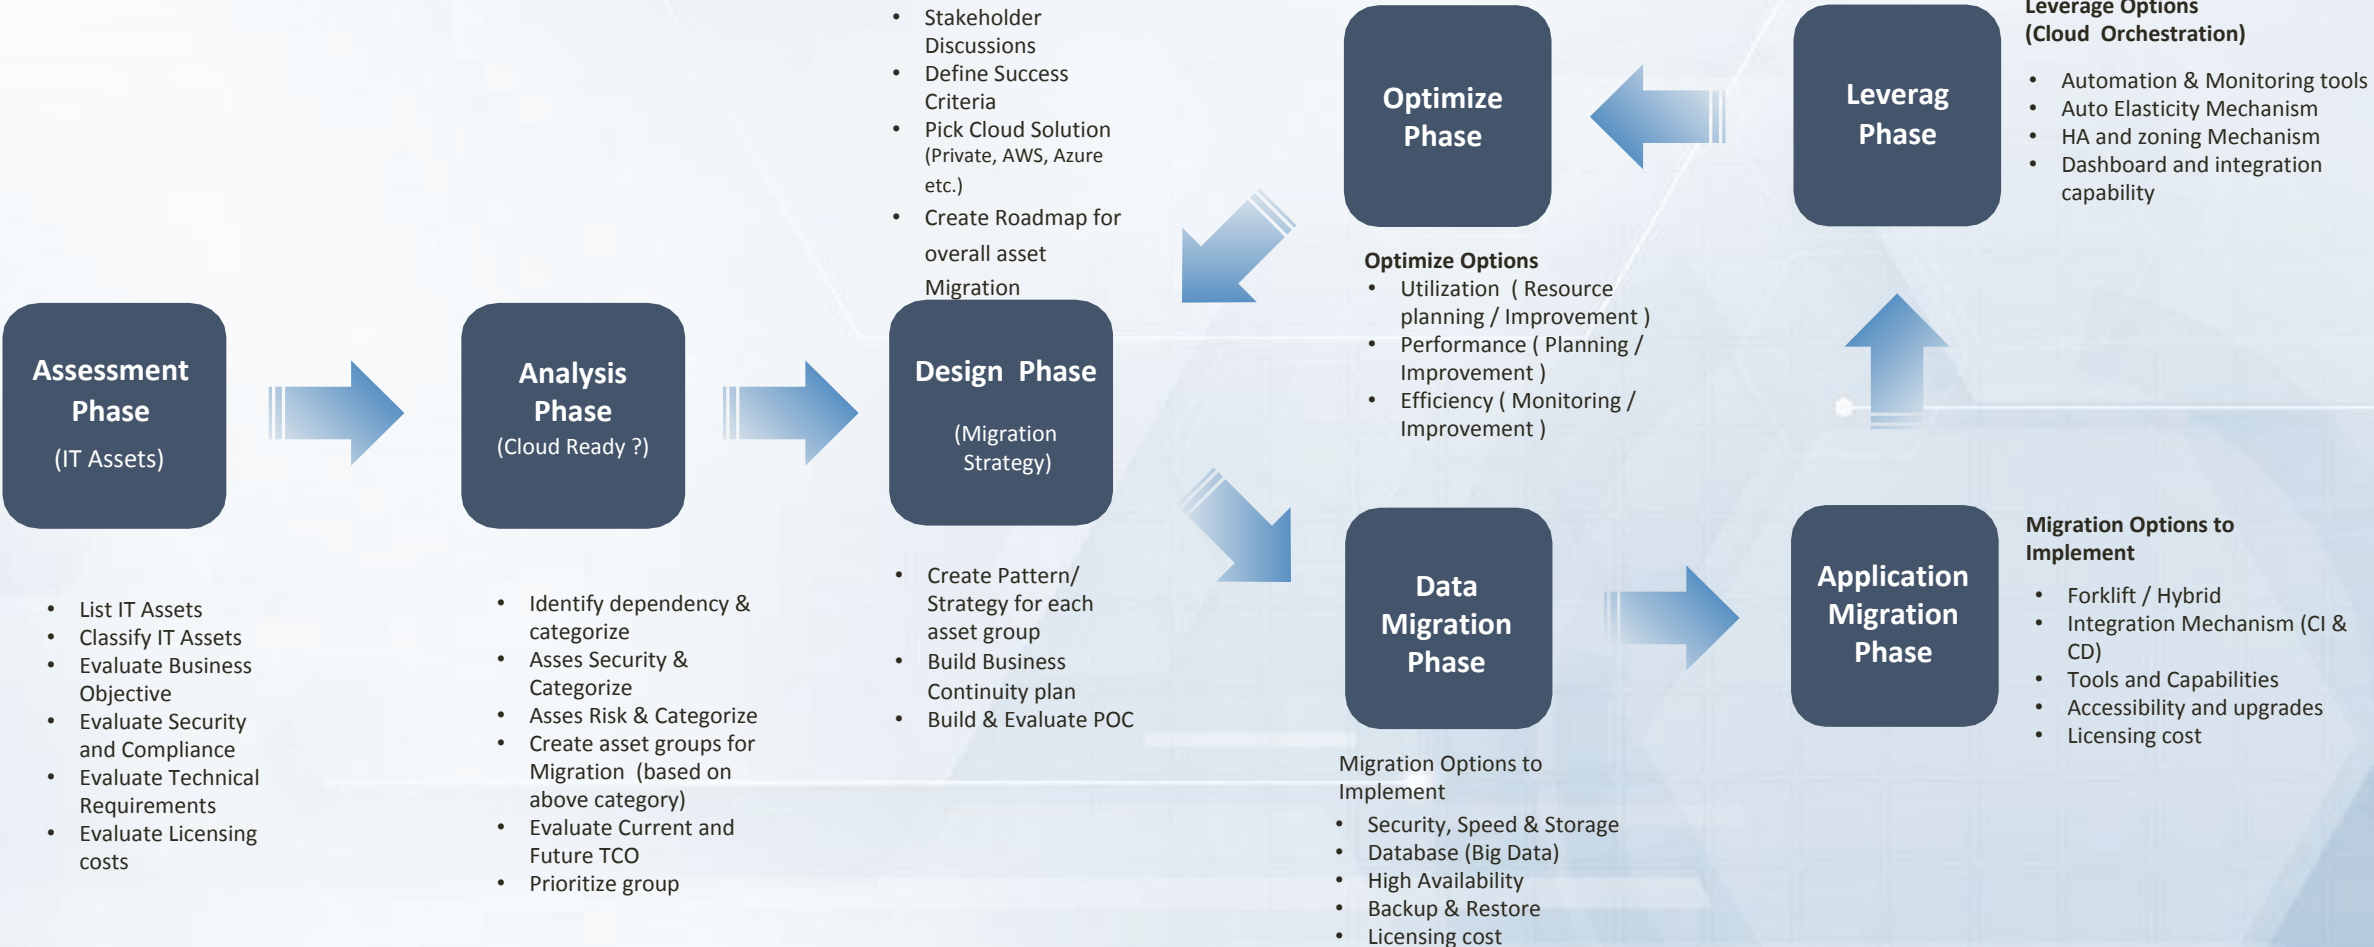 Assessment
Phase
(IT Assets)
• List IT Assets
• Classify IT Assets
• Evaluate Business
Objective
• Evaluate Security
and Compliance
• Evaluate Technical
Requirements
• Evaluate Licensing
costs
Analysis
Phase
(Cloud Ready ?)
• Identify dependency &
categorize
• Asses Security &
Categorize
• Asses Risk & Categorize
• Create asset groups for
Migration (based on
above category)
• Evaluate Current and
Future TCO
• Prioritize group
• Stakeholder
Discussions
• Define Success
Criteria
• Pick Cloud Solution
(Private, AWS, Azure
etc.)
• Create Roadmap for
overall asset
Migration
Design Phase
(Migration
Strategy)
• Create Pattern/
Strategy for each
asset group
• Build Business
Continuity plan
• Build & Evaluate POC
Data
Migration
Phase
Migration Options to
Implement
• Security, Speed & Storage
• Database (Big Data)
• High Availability
• Backup & Restore
• Licensing cost
Application
Migration
Phase
Migration Options to
Implement
• Forklift / Hybrid
• Integration Mechanism (CI &
CD)
• Tools and Capabilities
• Accessibility and upgrades
• Licensing cost
Leverag
Phase
Leverage Options
(Cloud Orchestration)
• Automation & Monitoring tools
• Auto Elasticity Mechanism
• HA and zoning Mechanism
• Dashboard and integration
capability
Optimize
Phase
Optimize Options
• Utilization ( Resource
planning / Improvement )
• Performance ( Planning /
Improvement )
• Efficiency ( Monitoring /
Improvement )